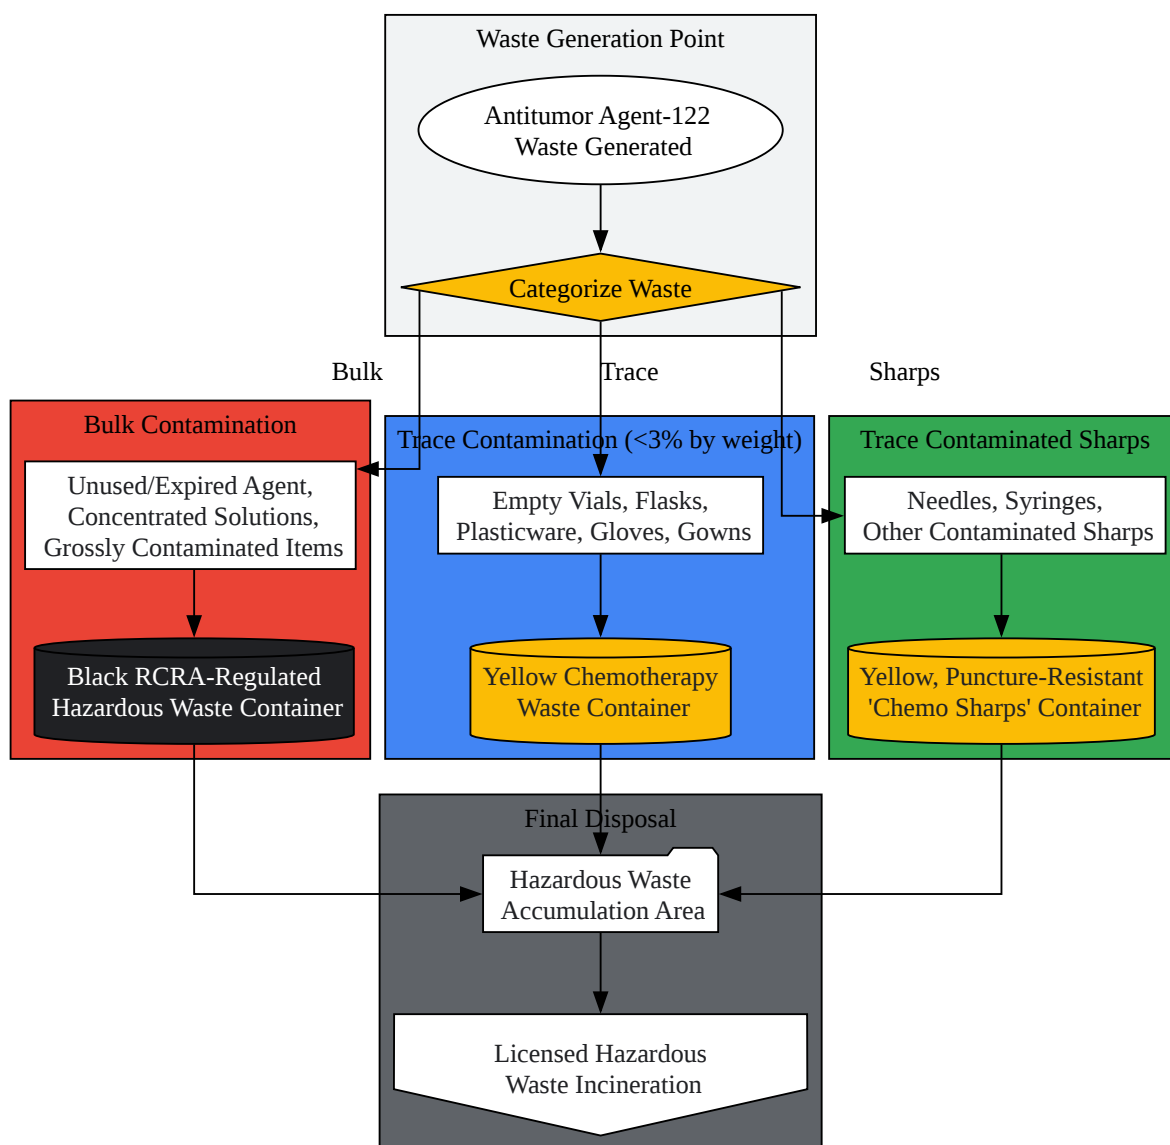 Waste Generation Point
Antitumor Agent-122
Waste Generated
Categorize Waste
Bulk
Trace
Sharps
Bulk Contamination
Unused/Expired Agent,
Concentrated Solutions,
Grossly Contaminated Items
Black RCRA-Regulated
Hazardous Waste Container
Trace Contamination (<3% by weight)
Empty Vials, Flasks,
Plasticware, Gloves, Gowns
Yellow Chemotherapy
Waste Container
Trace Contaminated Sharps
Needles, Syringes,
Other Contaminated Sharps
Yellow, Puncture-Resistant
'Chemo Sharps' Container
Final Disposal
Hazardous Waste
Accumulation Area
Licensed Hazardous
Waste Incineration